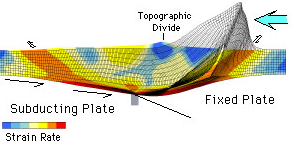 Topographic
Divide
Subducting Plate
Fixed Plate
Strain Rate